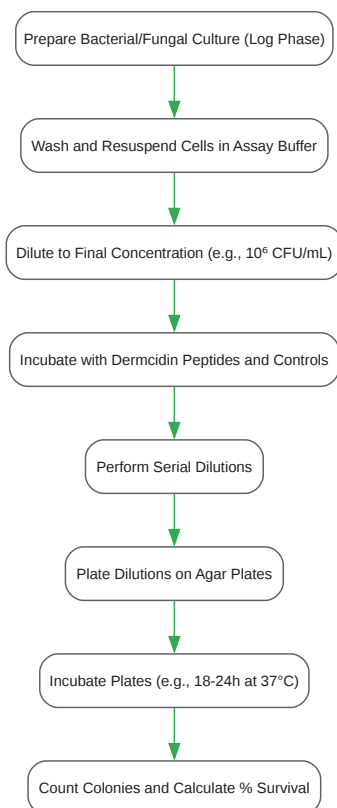 Prepare Bacterial/Fungal Culture (Log Phase)
Wash and Resuspend Cells in Assay Buffer
Dilute to Final Concentration (e.g., 10⁶ CFU/mL)
Incubate with Dermcidin Peptides and Controls
Perform Serial Dilutions
Plate Dilutions on Agar Plates
Incubate Plates (e.g., 18-24h at 37°C)
Count Colonies and Calculate % Survival